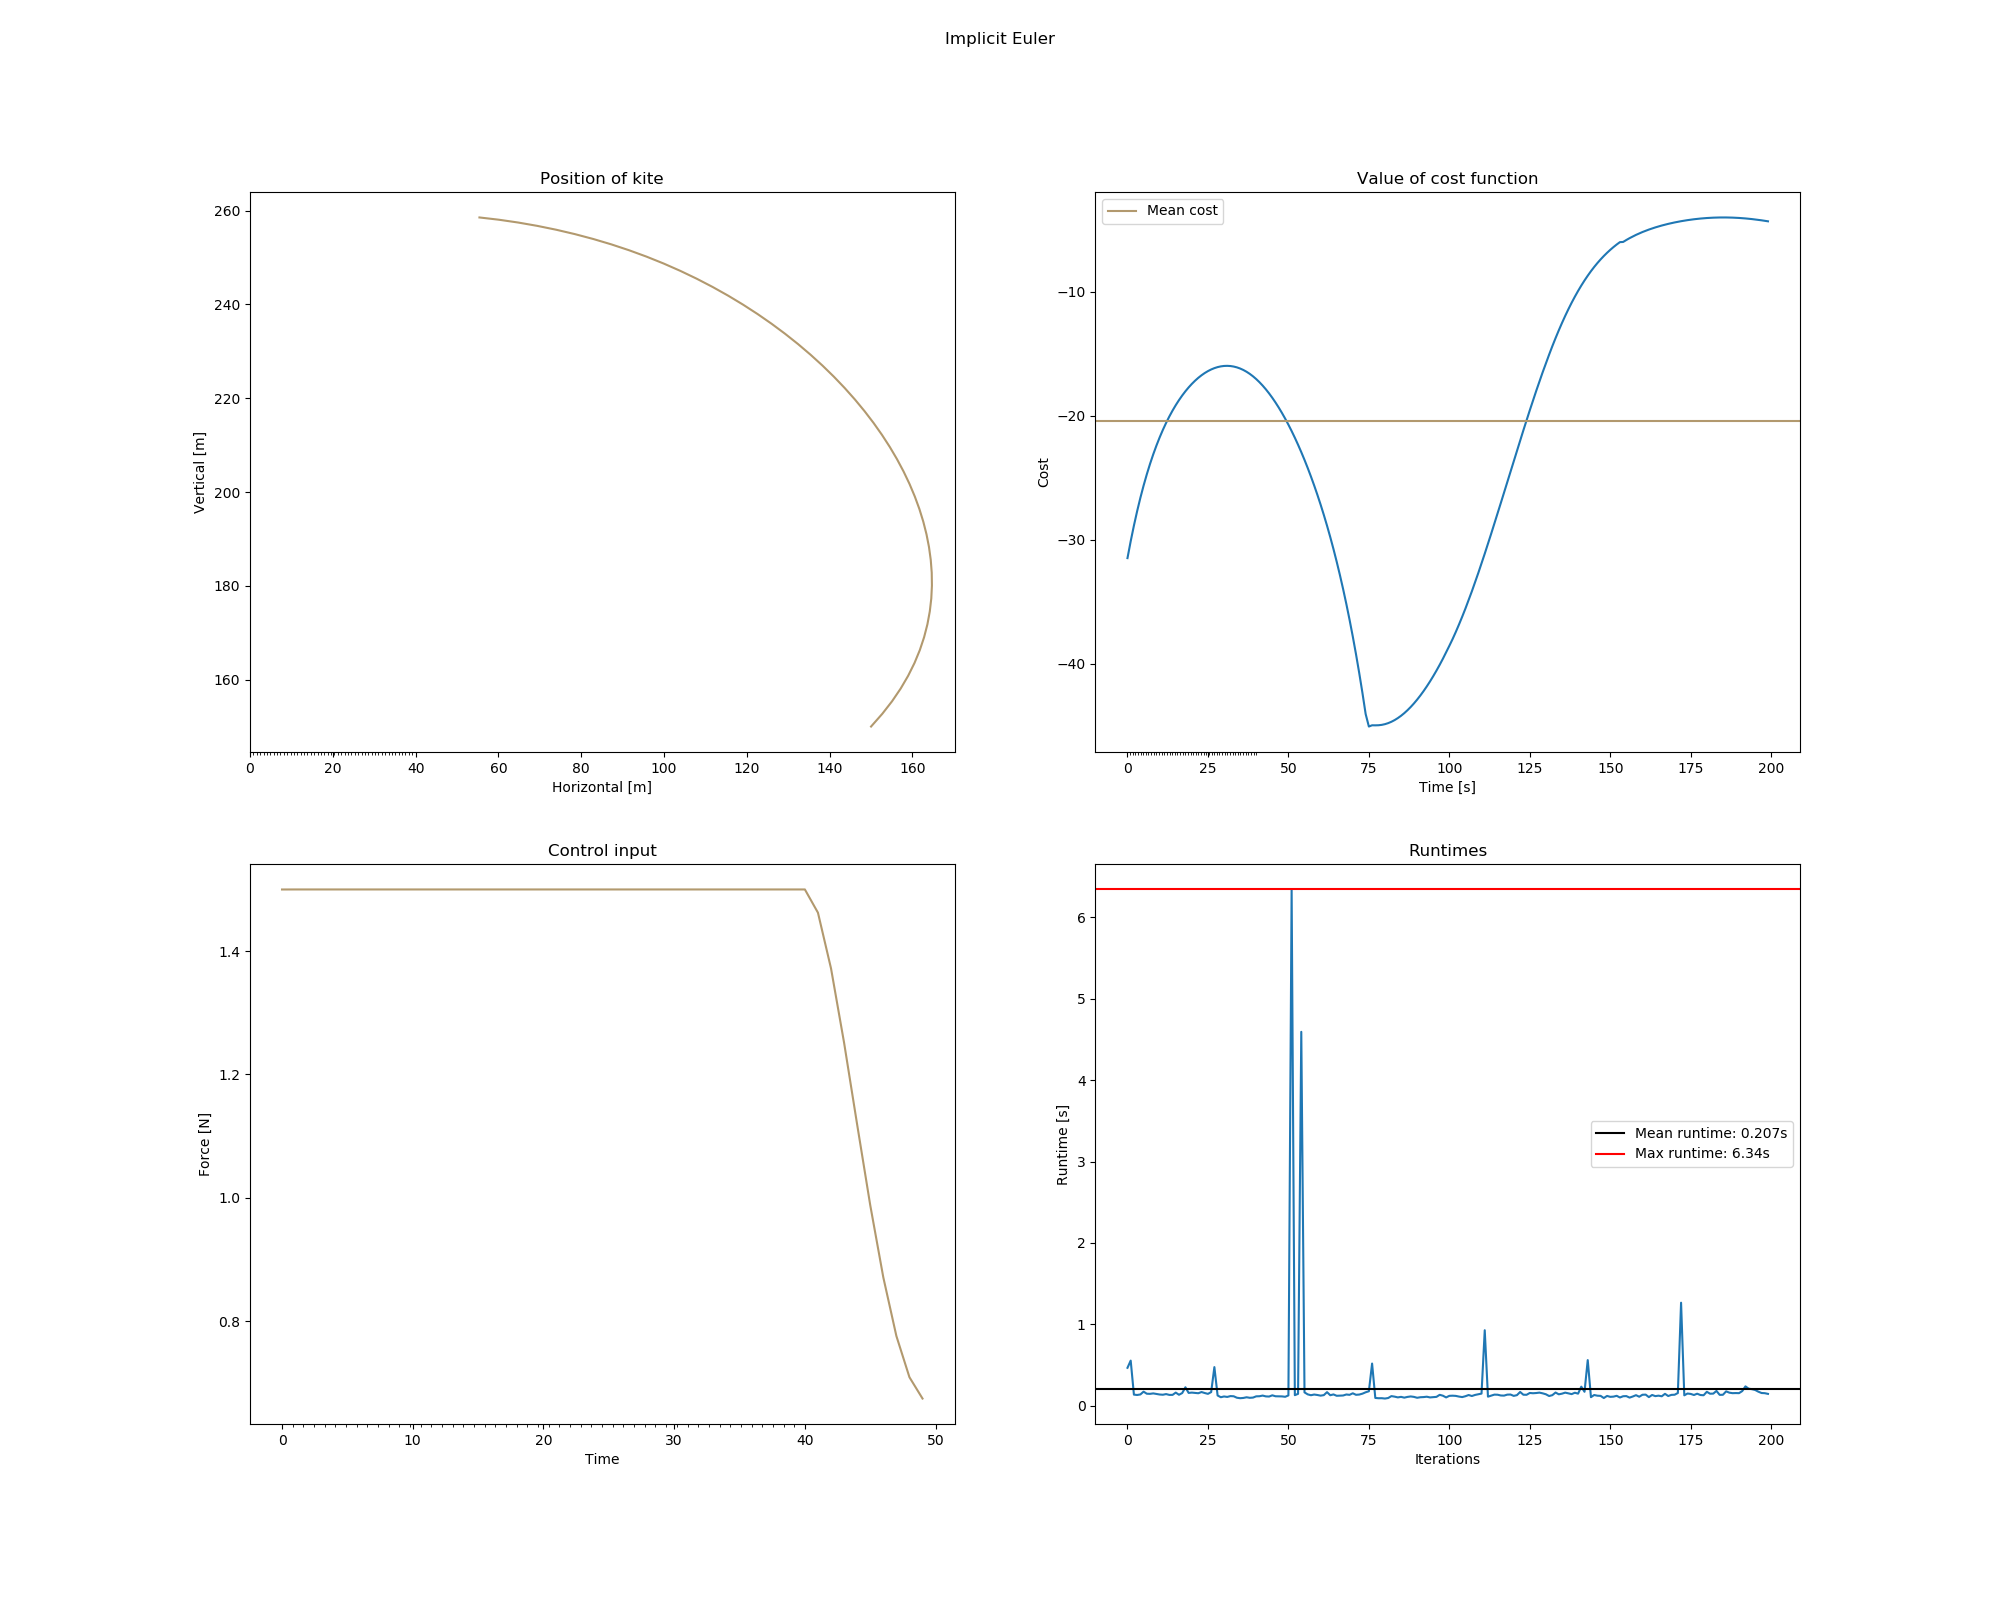 Implicit Euler
Position of kite
260
240
220
200
180
160
Vertical [m]
0 20 40 60 80 100 120 140 160
Horizontal [m]
Value of cost function
Mean cost
−10
−20
−30
−40
Cost
0 25 50 75 100 125 150 175 200
Time [s]
Control input
1.4
1.2
1.0
0.8
Force [N]
0 10 20 30 40 50
Time
Runtimes
6
5
4
3
2
1
0
Runtime [s]
Mean runtime: 0.207s
Max runtime: 6.34s
0 25 50 75 100 125 150 175 200
Iterations